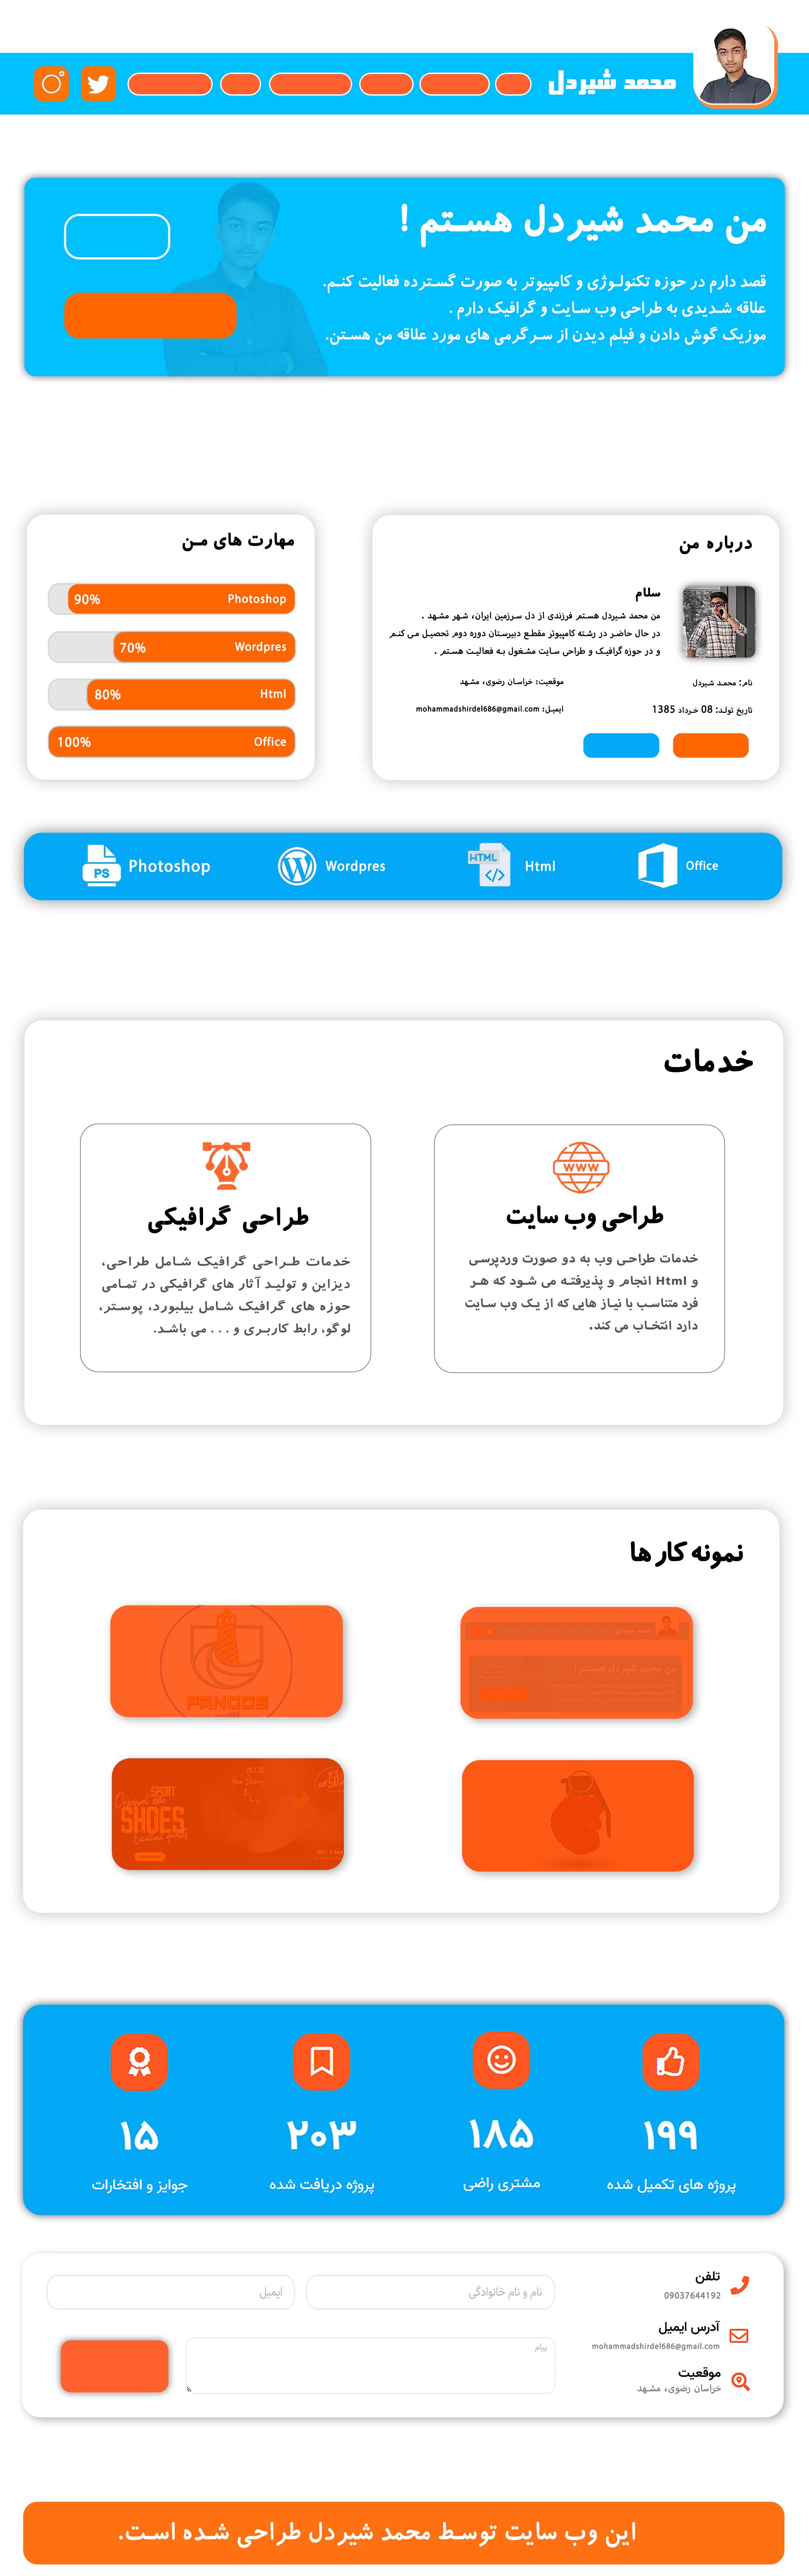 محمد شیردل
من محمد شیردل هستم !
قصد دارم در حوزه تکنولوژی و کامپیوتر به صورت گسترده فعالیت کنم.
علاقه شدیدی به طراحی وب سایت و گرافیک دارم .
موزیک گوش دادن و فیلم دیدن از سرگرمی های مورد علاقه من هستن.
درباره من
سلام
من محمد شیردل هستم فرزندی از دل سرزمین ایران، شهر مشهد .
در حال حاضر در رشته کامپیوتر مقطع دبیرستان دوره دوم تحصیل می کنم
و در حوزه گرافیک و طراحی سایت مشغول به فعالیت هستم .
نام: محمد شیردل
موقعیت: خراسان رضوی، مشهد
تاریخ تولد: 08 خرداد 1385
ایمیل: mohammadshirdel686@gmail.com
مهارت های من
Photoshop 90%
Wordpres 70%
Html 80%
Office 100%
Photoshop
Wordpres
HTML
Html
Office
PS
خدمات
WWW
طراحی وب سایت
خدمات طراحی وب به دو صورت وردپرسی
و Html انجام و پذیرفته می شود که هر
فرد متناسب با نیاز هایی که از یک وب سایت
دارد انتخاب می کند.
طراحی گرافیکی
خدمات طراحی گرافیک شامل طراحی،
دیزاین و تولید آثار های گرافیکی در تمامی
حوزه های گرافیک شامل بیلبورد، پوستر،
لوگو، رابط کاربری و . . . می باشد.
نمونه کار ها
محمد شیردل
من محمد شیردل هستم !
FANOOS
SPORT
SHOES
۱۹۹
پروژه های تکمیل شده
۱۸۵
مشتری راضی
۲۰۳
پروژه دریافت شده
۱۵
جوایز و افتخارات
تلفن
09037644192
آدرس ایمیل
mohammadshirdel686@gmail.com
موقعیت
خراسان رضوی، مشهد
نام و نام خانوادگی
ایمیل
پیام
این وب سایت توسط محمد شیردل طراحی شده است.